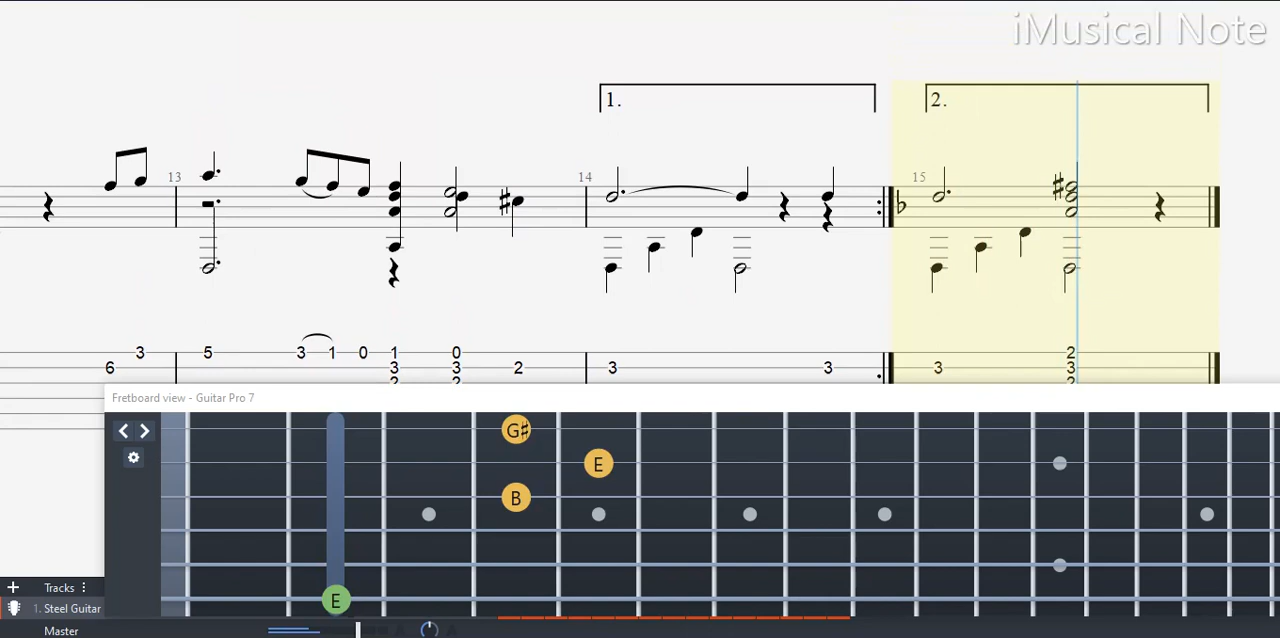 iMusical Note
1. 2.
13 14 15
3 5 3 1 0 1 0 2
6 3 3 2 3 3 3 3
2 2 2
Fretboard view - Guitar Pro 7
G♯
E
B
E
Tracks
1. Steel Guitar
Master